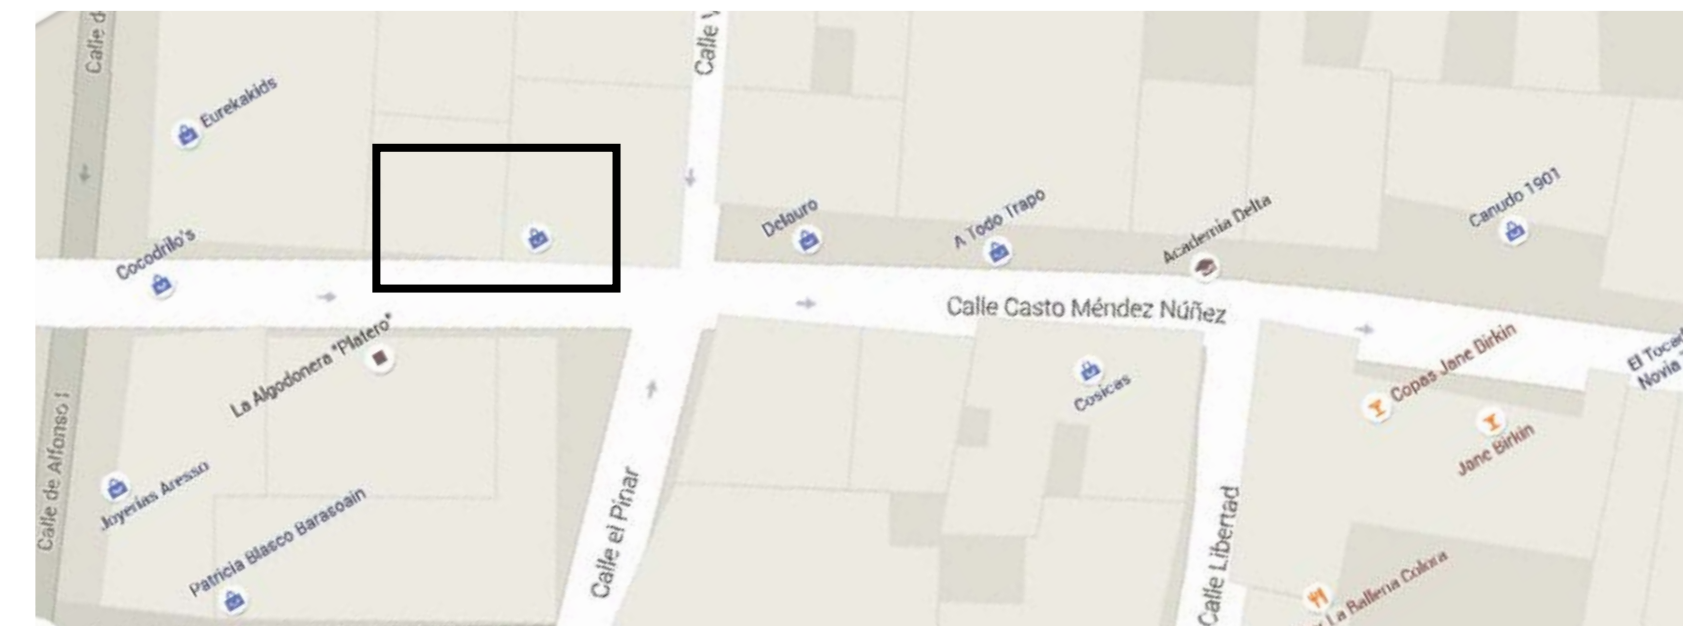 Calle d
Eurekakids
Cocodrilo's
Calle V
Delauro
A Todo Trapo
Academia Delta
Canudo 1901
Calle Casto Méndez Núñez
La Algodonera "Platero"
Cosicas
Copas Jane Birkin
Jane Birkin
El Tocad
Novia
Calle de Alfonso I
Joyerías Aresso
Patricia Blasco Barasoain
Calle el Pinar
Calle Libertad
La Ballena Colora